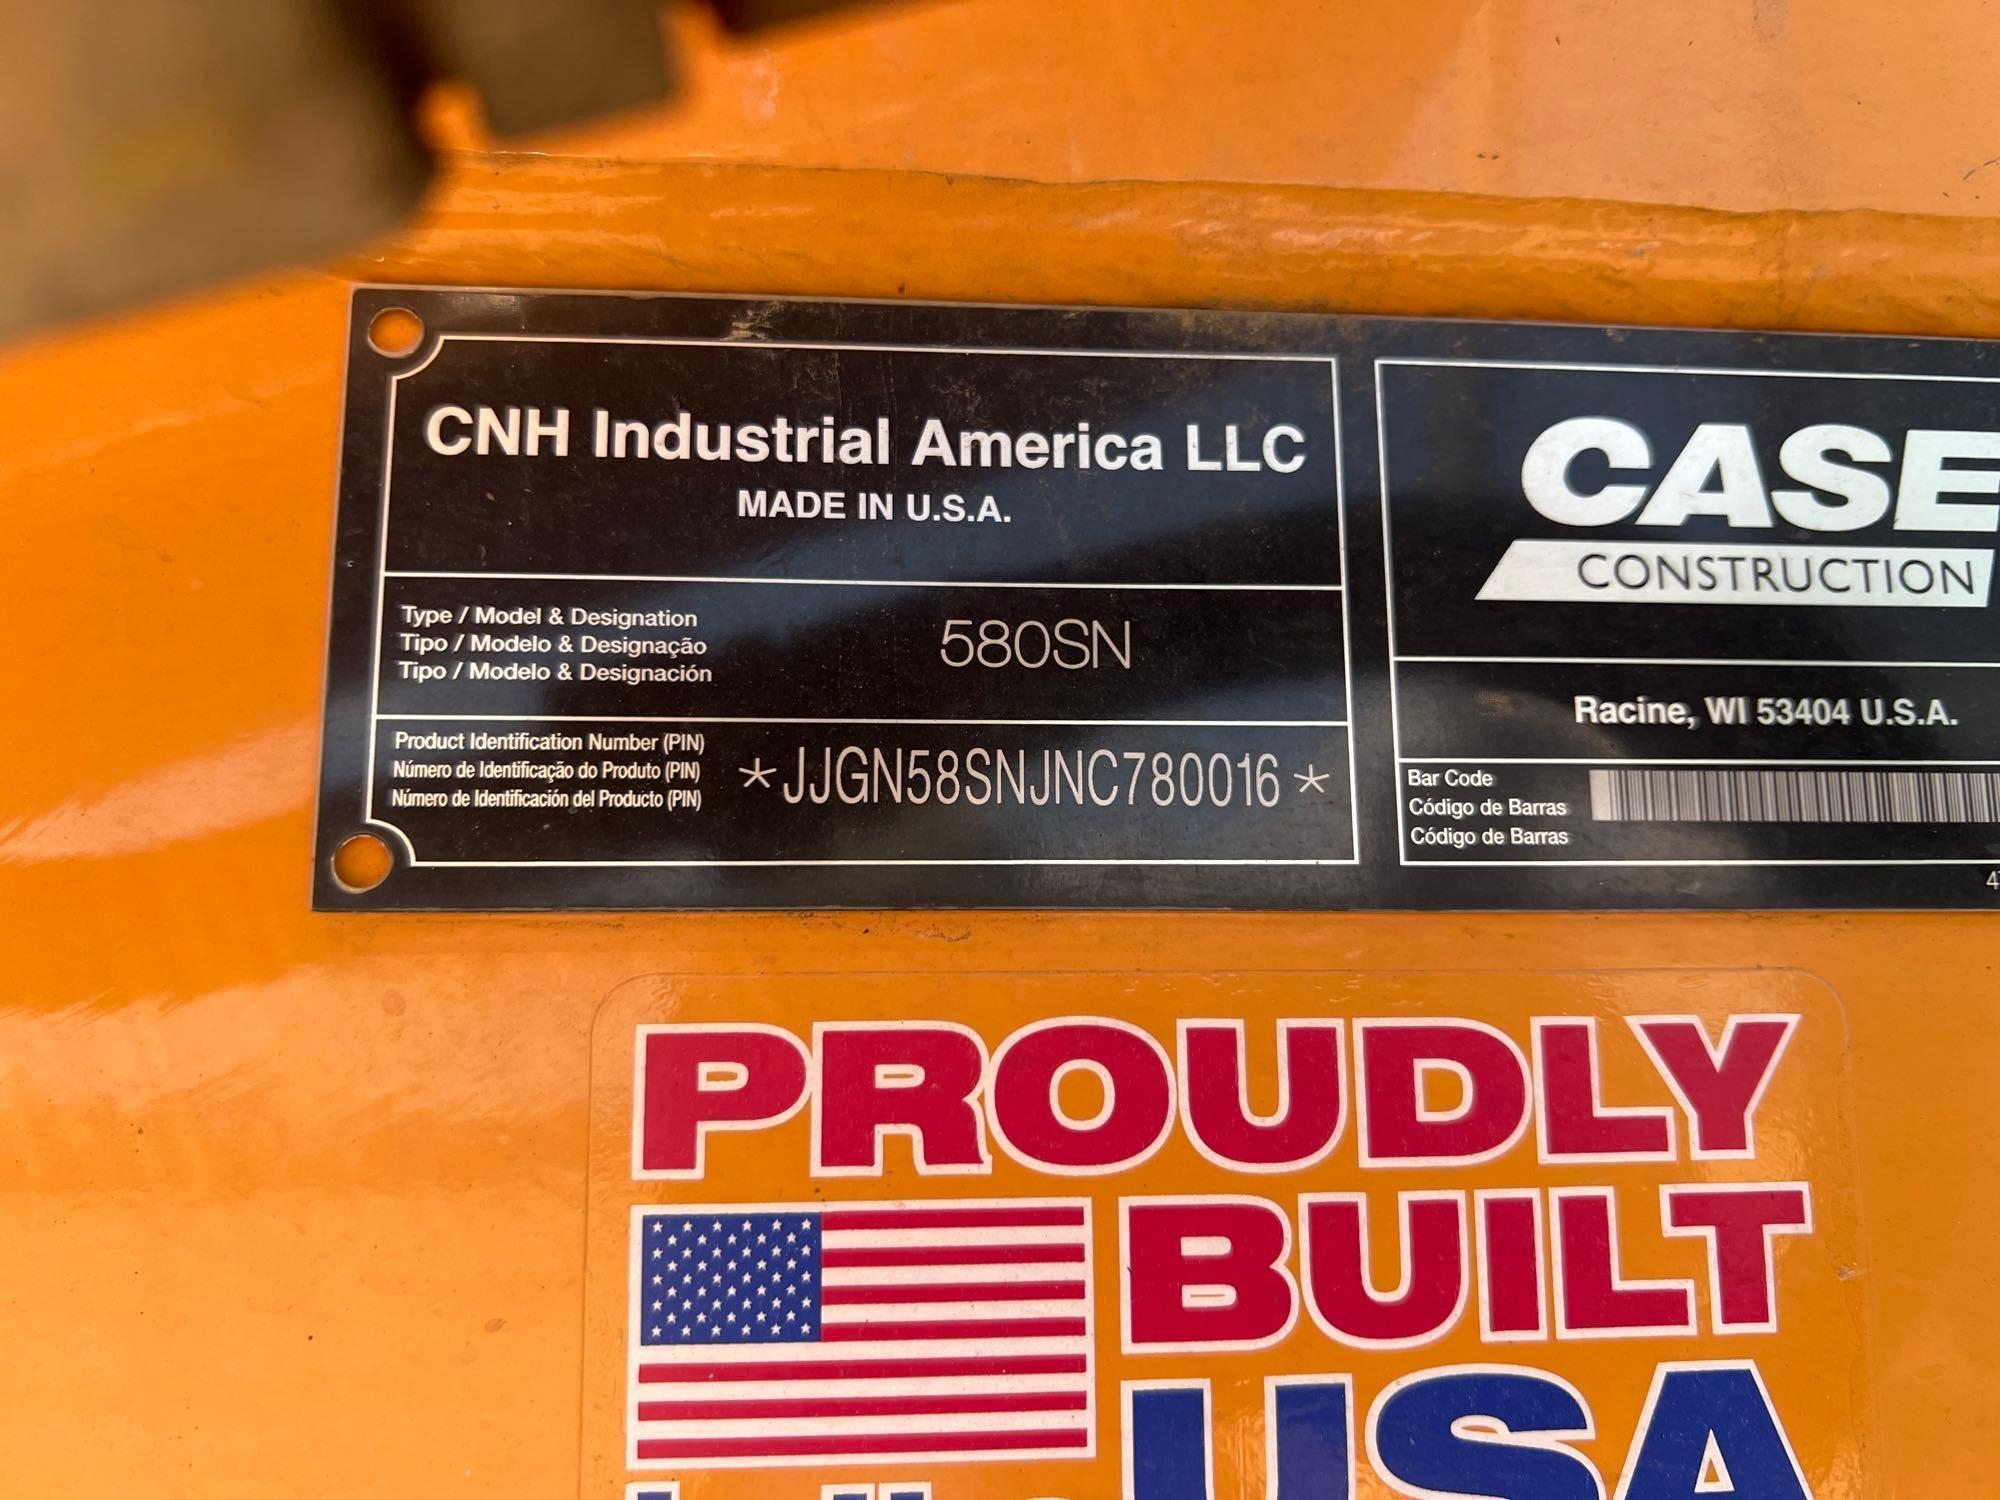 CNH Industrial America LLC
MADE IN U.S.A.
Type / Model & Designation
Tipo / Modelo & Designação
Tipo / Modelo & Designación
580SN
Product Identification Number (PIN)
Número de Identificação do Produto (PIN)
Número de Identificación del Producto (PIN)
*JJGN58SNJNC780016*
CASE
CONSTRUCTION
Racine, WI 53404 U.S.A.
Bar Code
Código de Barras
Código de Barras
PROUDLY
BUILT
USA